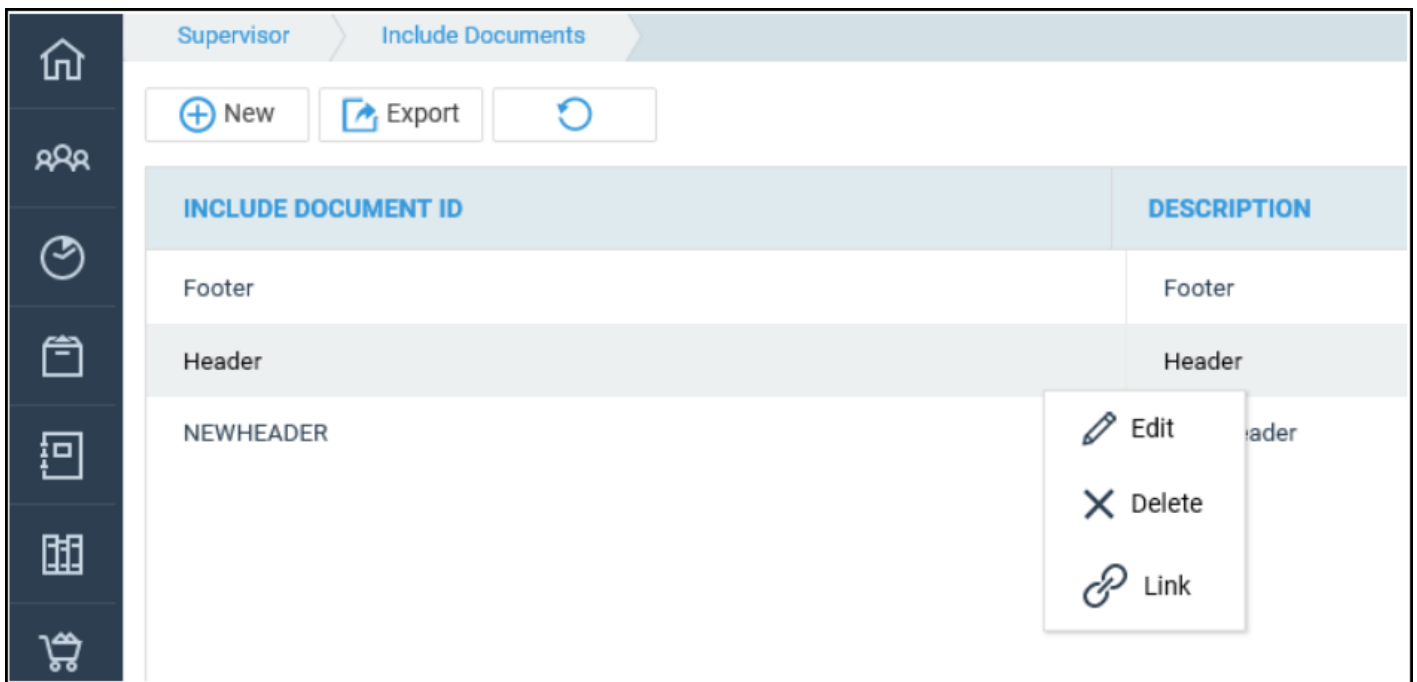 Supervisor Include Documents
New Export
INCLUDE DOCUMENT ID DESCRIPTION
Footer Footer
Header Header
NEWHEADER
Edit
Delete
Link